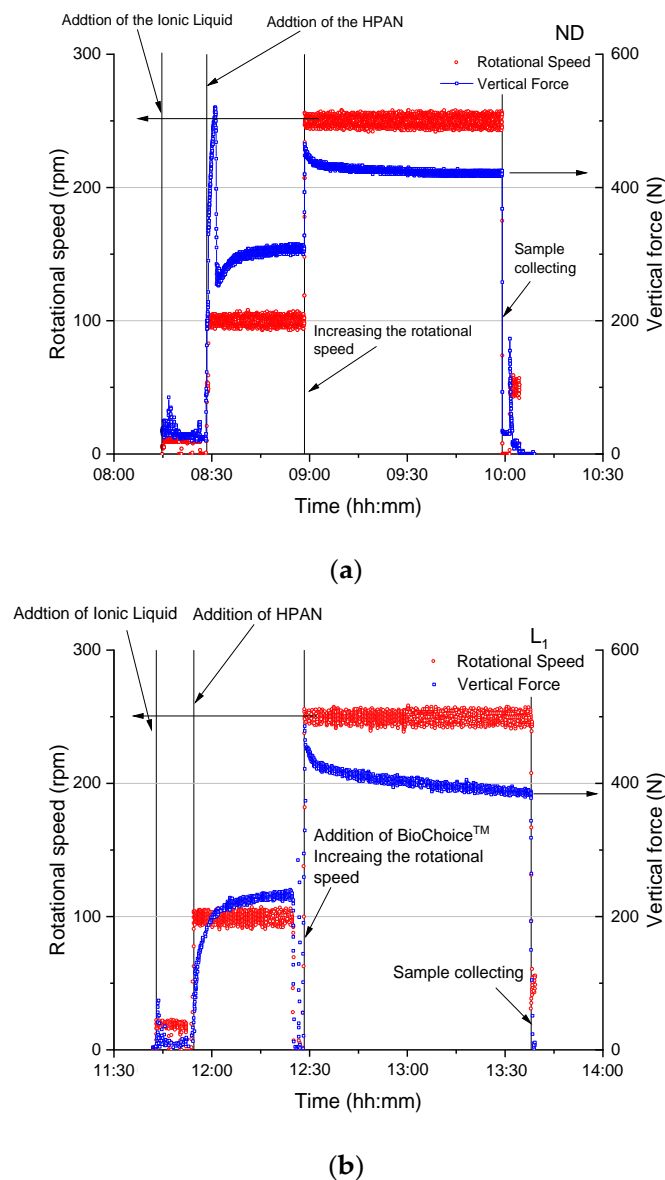 Addtion of the Ionic Liquid
Addtion of the HPAN
ND
Rotational Speed
Vertical Force
300
200
100
0
Rotational speed (rpm)
600
400
200
0
Vertical force (N)
Sample
collecting
Increasing the rotational
speed
08:00
08:30
09:00
09:30
10:00
10:30
Time (hh:mm)
(a)
Addtion of Ionic Liquid
Addition of HPAN
L1
Rotational Speed
Vertical Force
300
200
100
0
Rotational speed (rpm)
600
400
200
0
Vertical force (N)
Addition of BioChoice™
Increaing the rotational
speed
Sample collecting
11:30
12:00
12:30
13:00
13:30
14:00
Time (hh:mm)
(b)